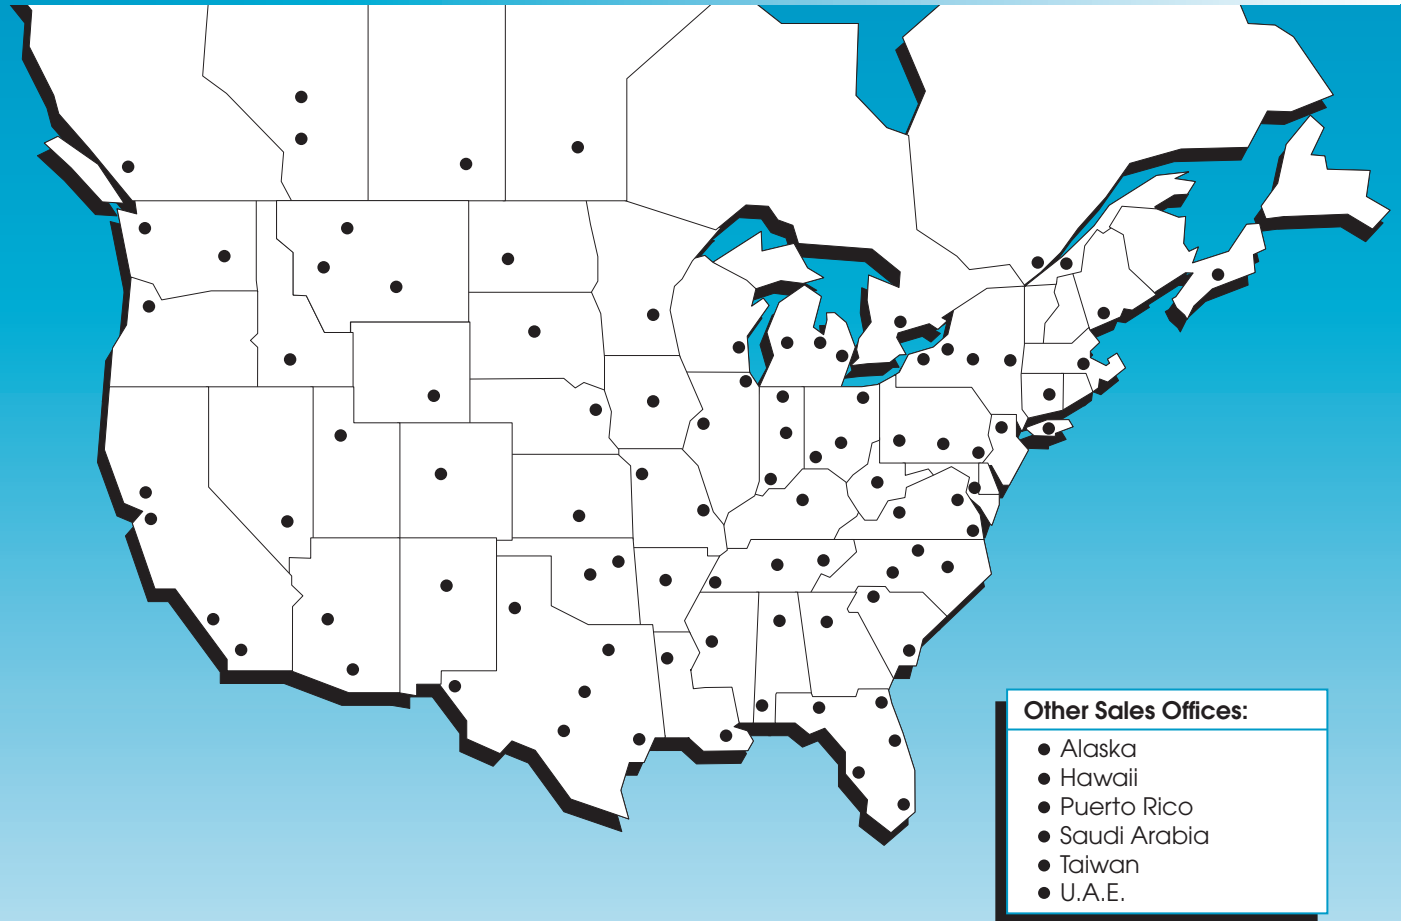 Other Sales Offices:
● Alaska
● Hawaii
● Puerto Rico
● Saudi Arabia
● Taiwan
● U.A.E.